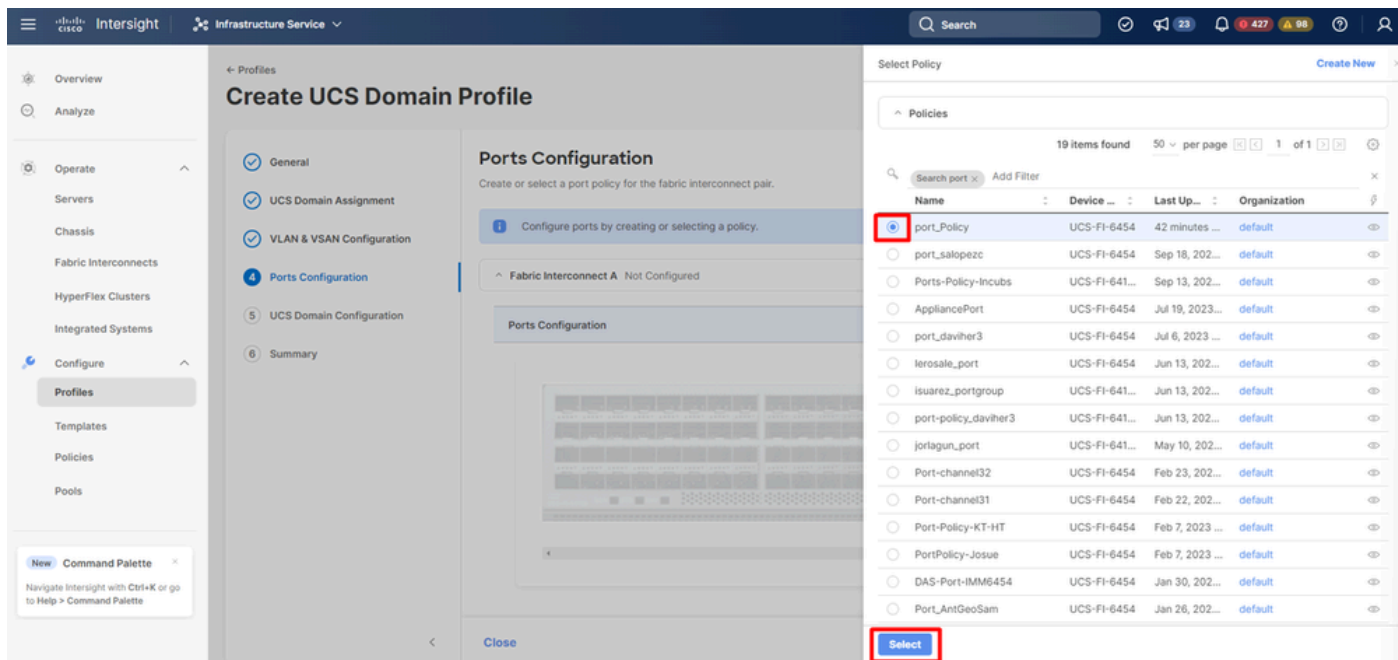 cisco Intersight Infrastructure Service Search 23 427 98
Overview
Analyze
Operate
Servers
Chassis
Fabric Interconnects
HyperFlex Clusters
Integrated Systems
Configure
Profiles
Templates
Policies
Pools
New Command Palette ×
Navigate Intersight with Ctrl+K or go
to Help > Command Palette
← Profiles
Create UCS Domain Profile
General
UCS Domain Assignment
VLAN & VSAN Configuration
4 Ports Configuration
5 UCS Domain Configuration
6 Summary
Ports Configuration
Create or select a port policy for the fabric interconnect pair.
Configure ports by creating or selecting a policy.
Fabric Interconnect A Not Configured
Ports Configuration
Close
Select Policy Create New
Policies
19 items found 50 per page 1 of 1
Search port × Add Filter ×
Name Device ... Last Up... Organization
port_Policy UCS-FI-6454 42 minutes ... default
port_salopezc UCS-FI-6454 Sep 18, 202... default
Ports-Policy-Incubs UCS-FI-641... Sep 13, 202... default
AppliancePort UCS-FI-6454 Jul 19, 2023... default
port_daviher3 UCS-FI-6454 Jul 6, 2023 ... default
lerosale_port UCS-FI-6454 Jun 13, 202... default
isuarez_portgroup UCS-FI-641... Jun 13, 202... default
port-policy_daviher3 UCS-FI-641... Jun 13, 202... default
jorlagun_port UCS-FI-641... May 10, 202... default
Port-channel32 UCS-FI-6454 Feb 23, 202... default
Port-channel31 UCS-FI-6454 Feb 22, 202... default
Port-Policy-KT-HT UCS-FI-6454 Feb 7, 2023 ... default
PortPolicy-Josue UCS-FI-6454 Feb 7, 2023 ... default
DAS-Port-IMM6454 UCS-FI-6454 Jan 30, 202... default
Port_AntGeoSam UCS-FI-6454 Jan 26, 202... default
Select